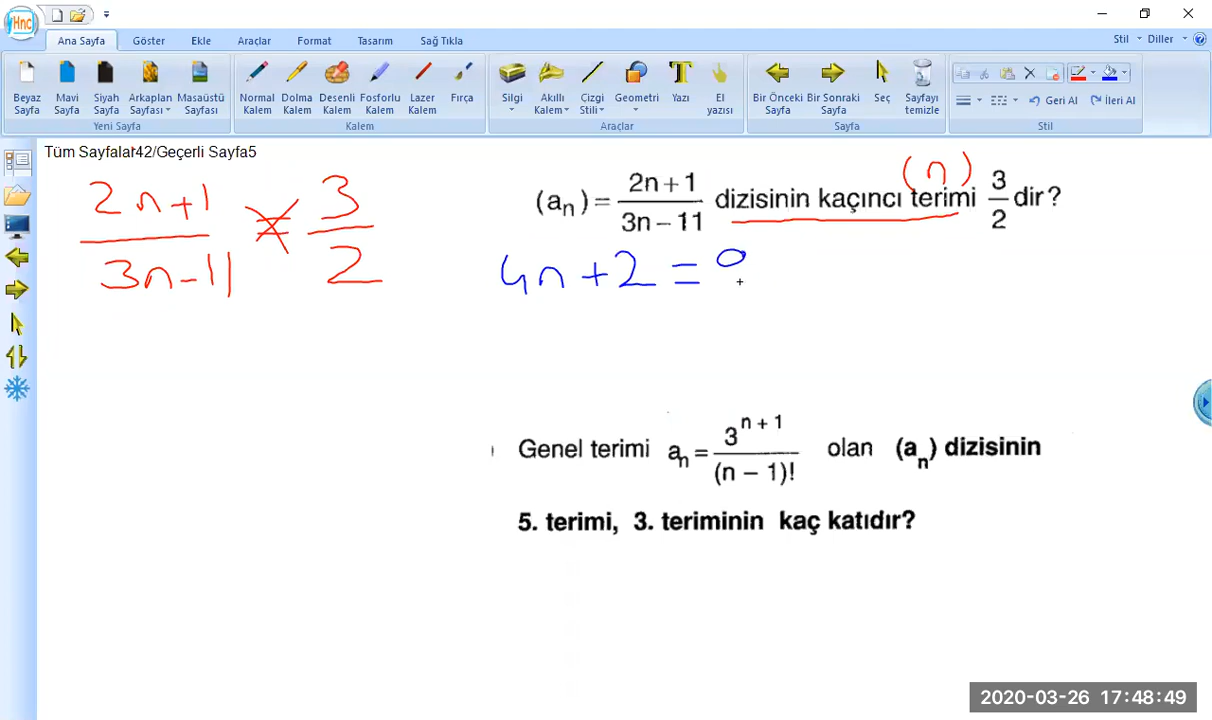 Hnc
Ana Sayfa Göster Ekle Araçlar Format Tasarım Sağ Tıkla Stil Diller
Beyaz Sayfa Mavi Sayfa Siyah Sayfa Arkaplan Sayfası Masaüstü Sayfa
Normal Kalem Dolma Kalem Desenli Kalem Fosforlu Kalem Lazer Kalem Fırça
Silgi Akıllı Kalem Çizgi Stili Geometri Yazı El yazısı
Bir Önceki Sayfa Bir Sonraki Sayfa Seç Sayfayı temizle
Geri Al İleri Al
Yeni Sayfa Kalem Araçlar Sayfa Stil
Tüm Sayfalar42/Geçerli Sayfa5
(n)
(an) = 2n+1 / 3n−11 dizisinin kaçıncı terimi 3/2 dir?
2n+1 / 3n−11 = 3/2
4n+2 =
Genel terimi an = 3^(n+1) / (n − 1)! olan (an) dizisinin
5. terimi, 3. teriminin kaç katıdır?
2020-03-26 17:48:49